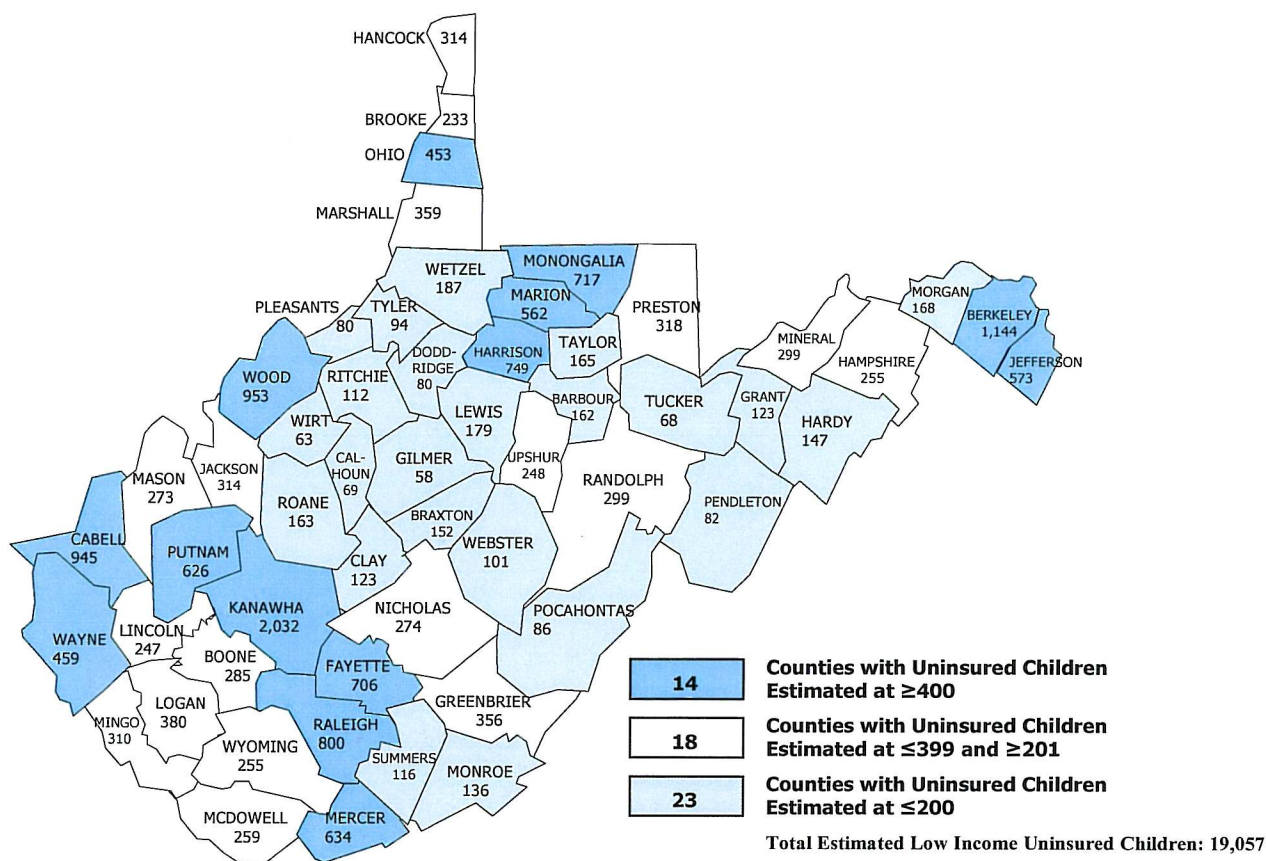 HANCOCK 314
BROOKE 233
OHIO 453
MARSHALL 359
WETZEL
187
MONONGALIA
717
MARION
562
PRESTON
318
PLEASANTS
80
TYLER
94
DODD-
RIDGE
80
HARRISON
749
TAYLOR
165
MORGAN
168
BERKELEY
1,144
JEFFERSON
573
MINERAL
299
HAMPSHIRE
255
WOOD
953
RITCHIE
112
BARBOUR
162
TUCKER
68
GRANT
123
HARDY
147
WIRT
63
LEWIS
179
CAL-
HOUN
69
GILMER
58
UPSHUR
248
RANDOLPH
299
PENDLETON
82
MASON
273
JACKSON
314
ROANE
163
BRAXTON
152
WEBSTER
101
CABELL
945
PUTNAM
626
CLAY
123
KANAWHA
2,032
NICHOLAS
274
POCAHONTAS
86
WAYNE
459
LINCOLN
247
BOONE
285
FAYETTE
706
GREENBRIER
356
MINGO
310
LOGAN
380
RALEIGH
800
WYOMING
255
SUMMERS
116
MONROE
136
MCDOWELL
259
MERCER
634
14 Counties with Uninsured Children
Estimated at ≥400
18 Counties with Uninsured Children
Estimated at ≤399 and ≥201
23 Counties with Uninsured Children
Estimated at ≤200
Total Estimated Low Income Uninsured Children: 19,057